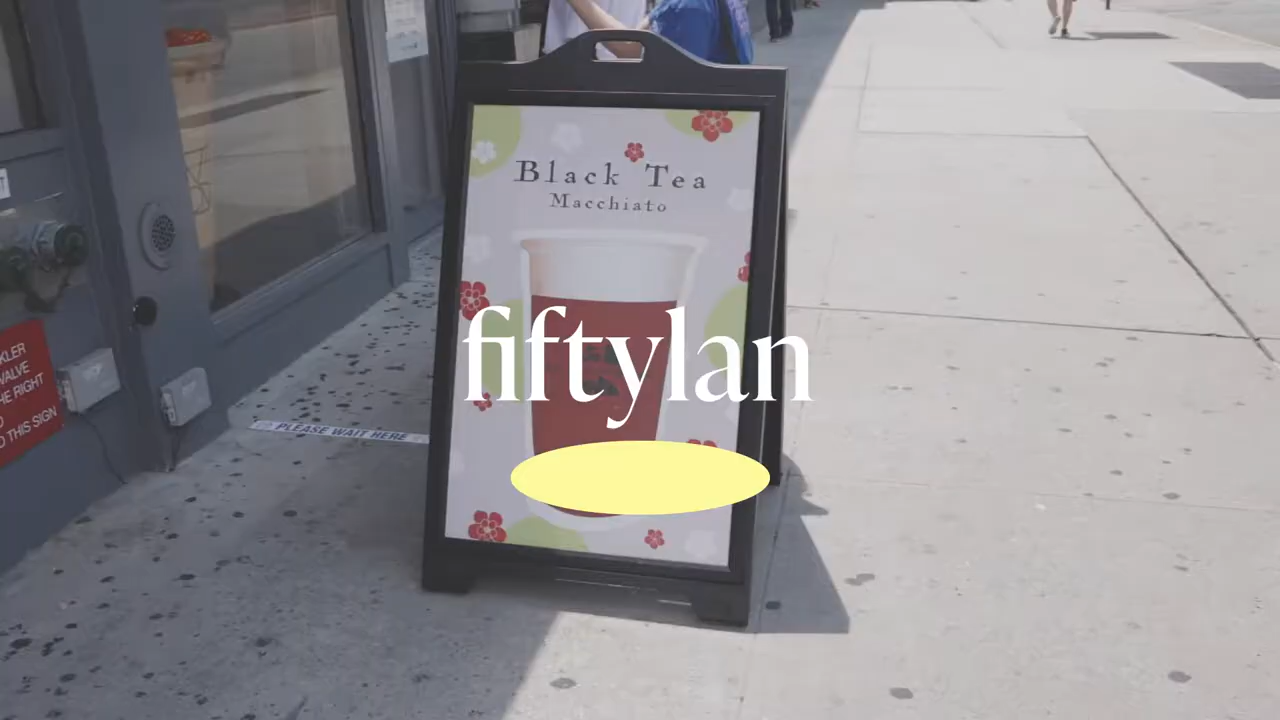 Black Tea
Macchiato
fiftylan
PLEASE WAIT HERE
KLER
VALVE
HE RIGHT
O THIS SIGN